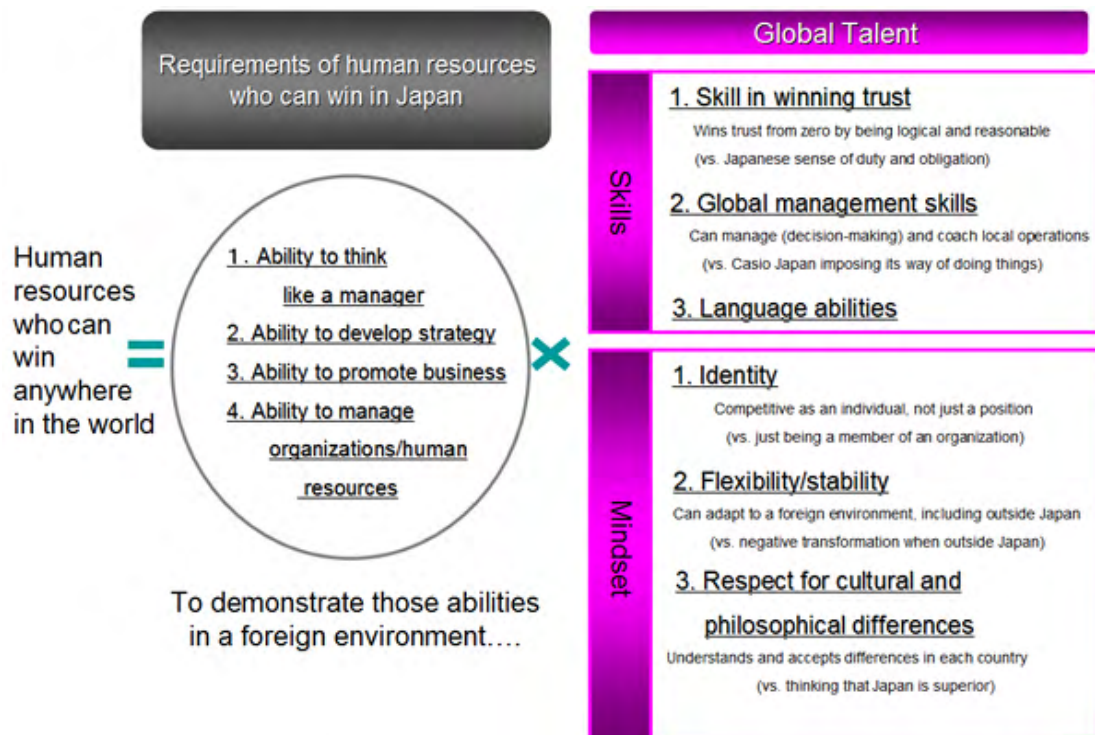 Human
resources
who can
win
anywhere
in the world
=
Requirements of human resources
who can win in Japan
1. Ability to think
like a manager
2. Ability to develop strategy
3. Ability to promote business
4. Ability to manage
organizations/human
resources
To demonstrate those abilities
in a foreign environment....
×
Global Talent
Skills
1. Skill in winning trust
Wins trust from zero by being logical and reasonable
(vs. Japanese sense of duty and obligation)
2. Global management skills
Can manage (decision-making) and coach local operations
(vs. Casio Japan imposing its way of doing things)
3. Language abilities
Mindset
1. Identity
Competitive as an individual, not just a position
(vs. just being a member of an organization)
2. Flexibility/stability
Can adapt to a foreign environment, including outside Japan
(vs. negative transformation when outside Japan)
3. Respect for cultural and
philosophical differences
Understands and accepts differences in each country
(vs. thinking that Japan is superior)